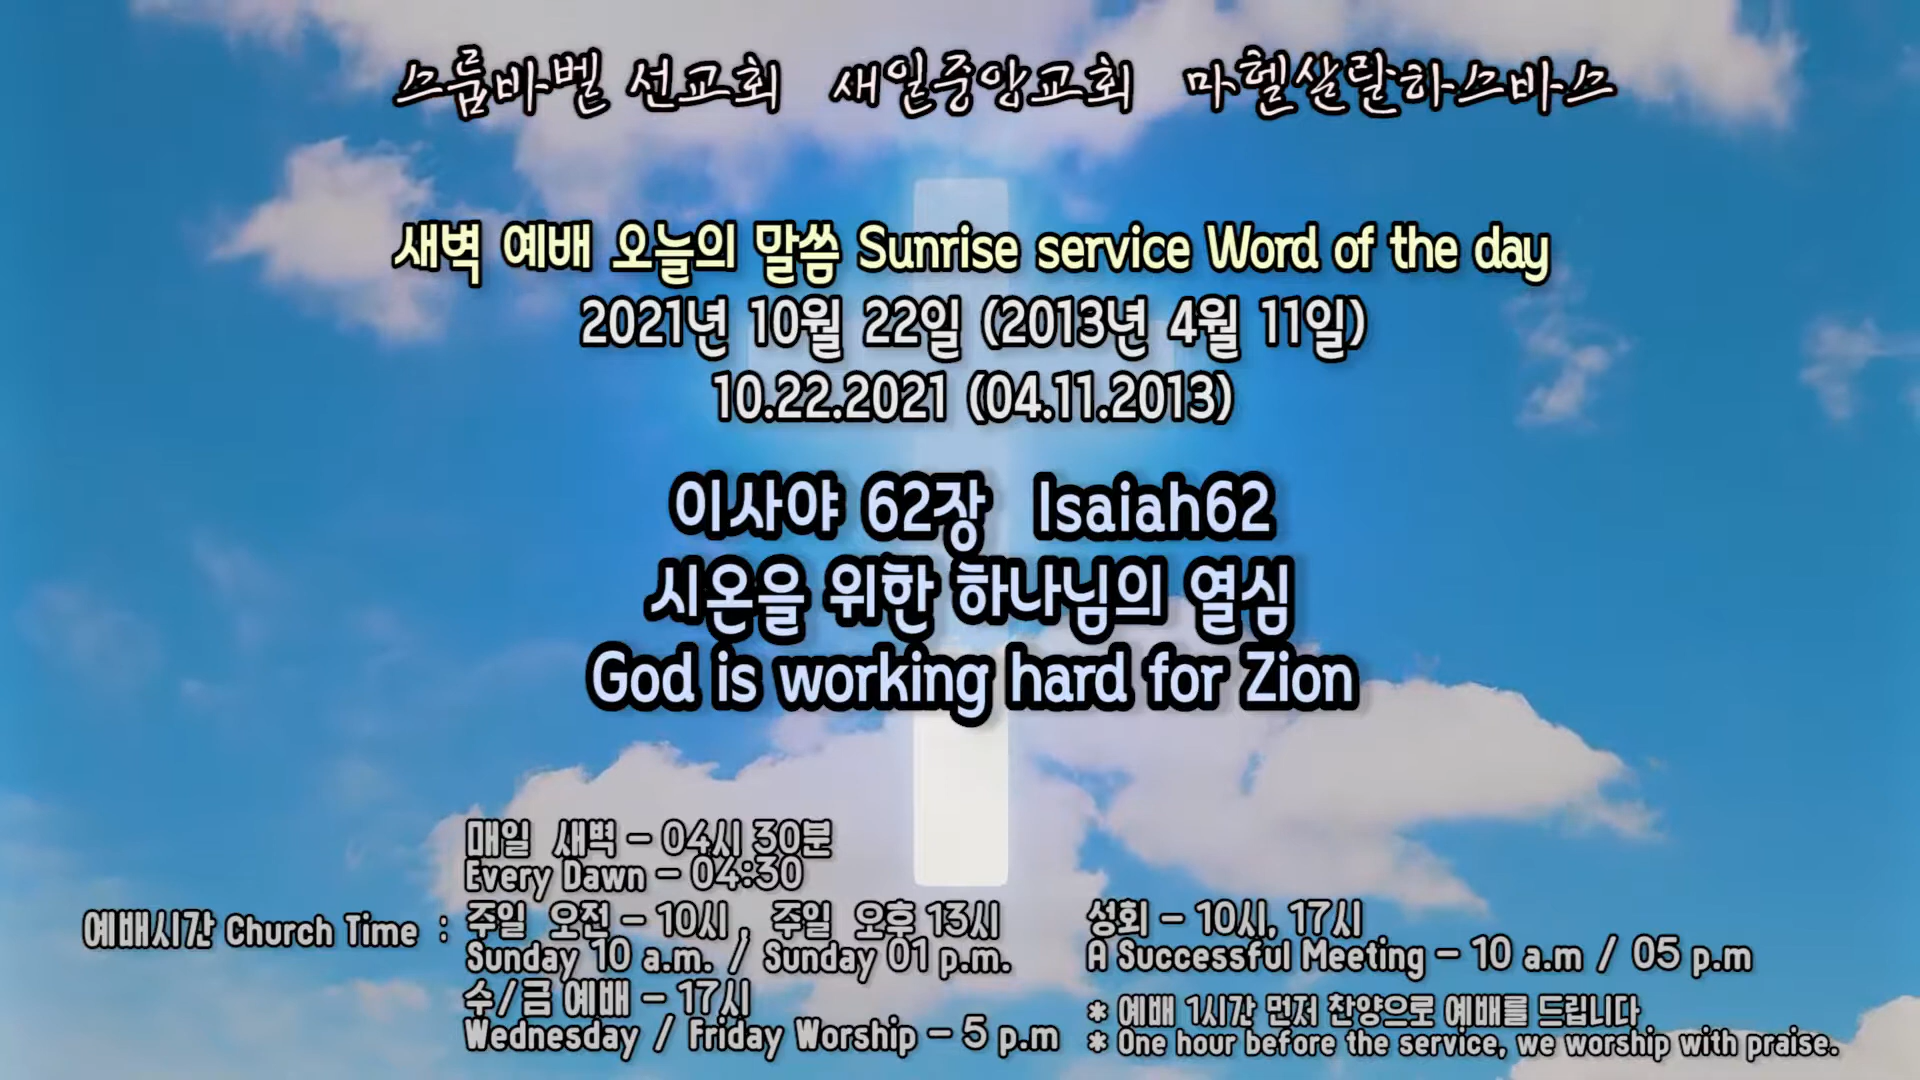 스룹바벨 선교회 새일중앙교회 마헬살랄하스바스
새벽 예배 오늘의 말씀 Sunrise service Word of the day
2021년 10월 22일 (2013년 4월 11일)
10.22.2021 (04.11.2013)
이사야 62장 Isaiah62
시온을 위한 하나님의 열심
God is working hard for Zion
매일 새벽 - 04시 30분
Every Dawn - 04:30
예배시간 Church Time :
주일 오전 - 10시 , 주일 오후 13시
Sunday 10 a.m. / Sunday 01 p.m.
수/금 예배 - 17시
Wednesday / Friday Worship - 5 p.m
성회 - 10시, 17시
A Successful Meeting - 10 a.m / 05 p.m
* 예배 1시간 먼저 찬양으로 예배를 드립니다
* One hour before the service, we worship with praise.